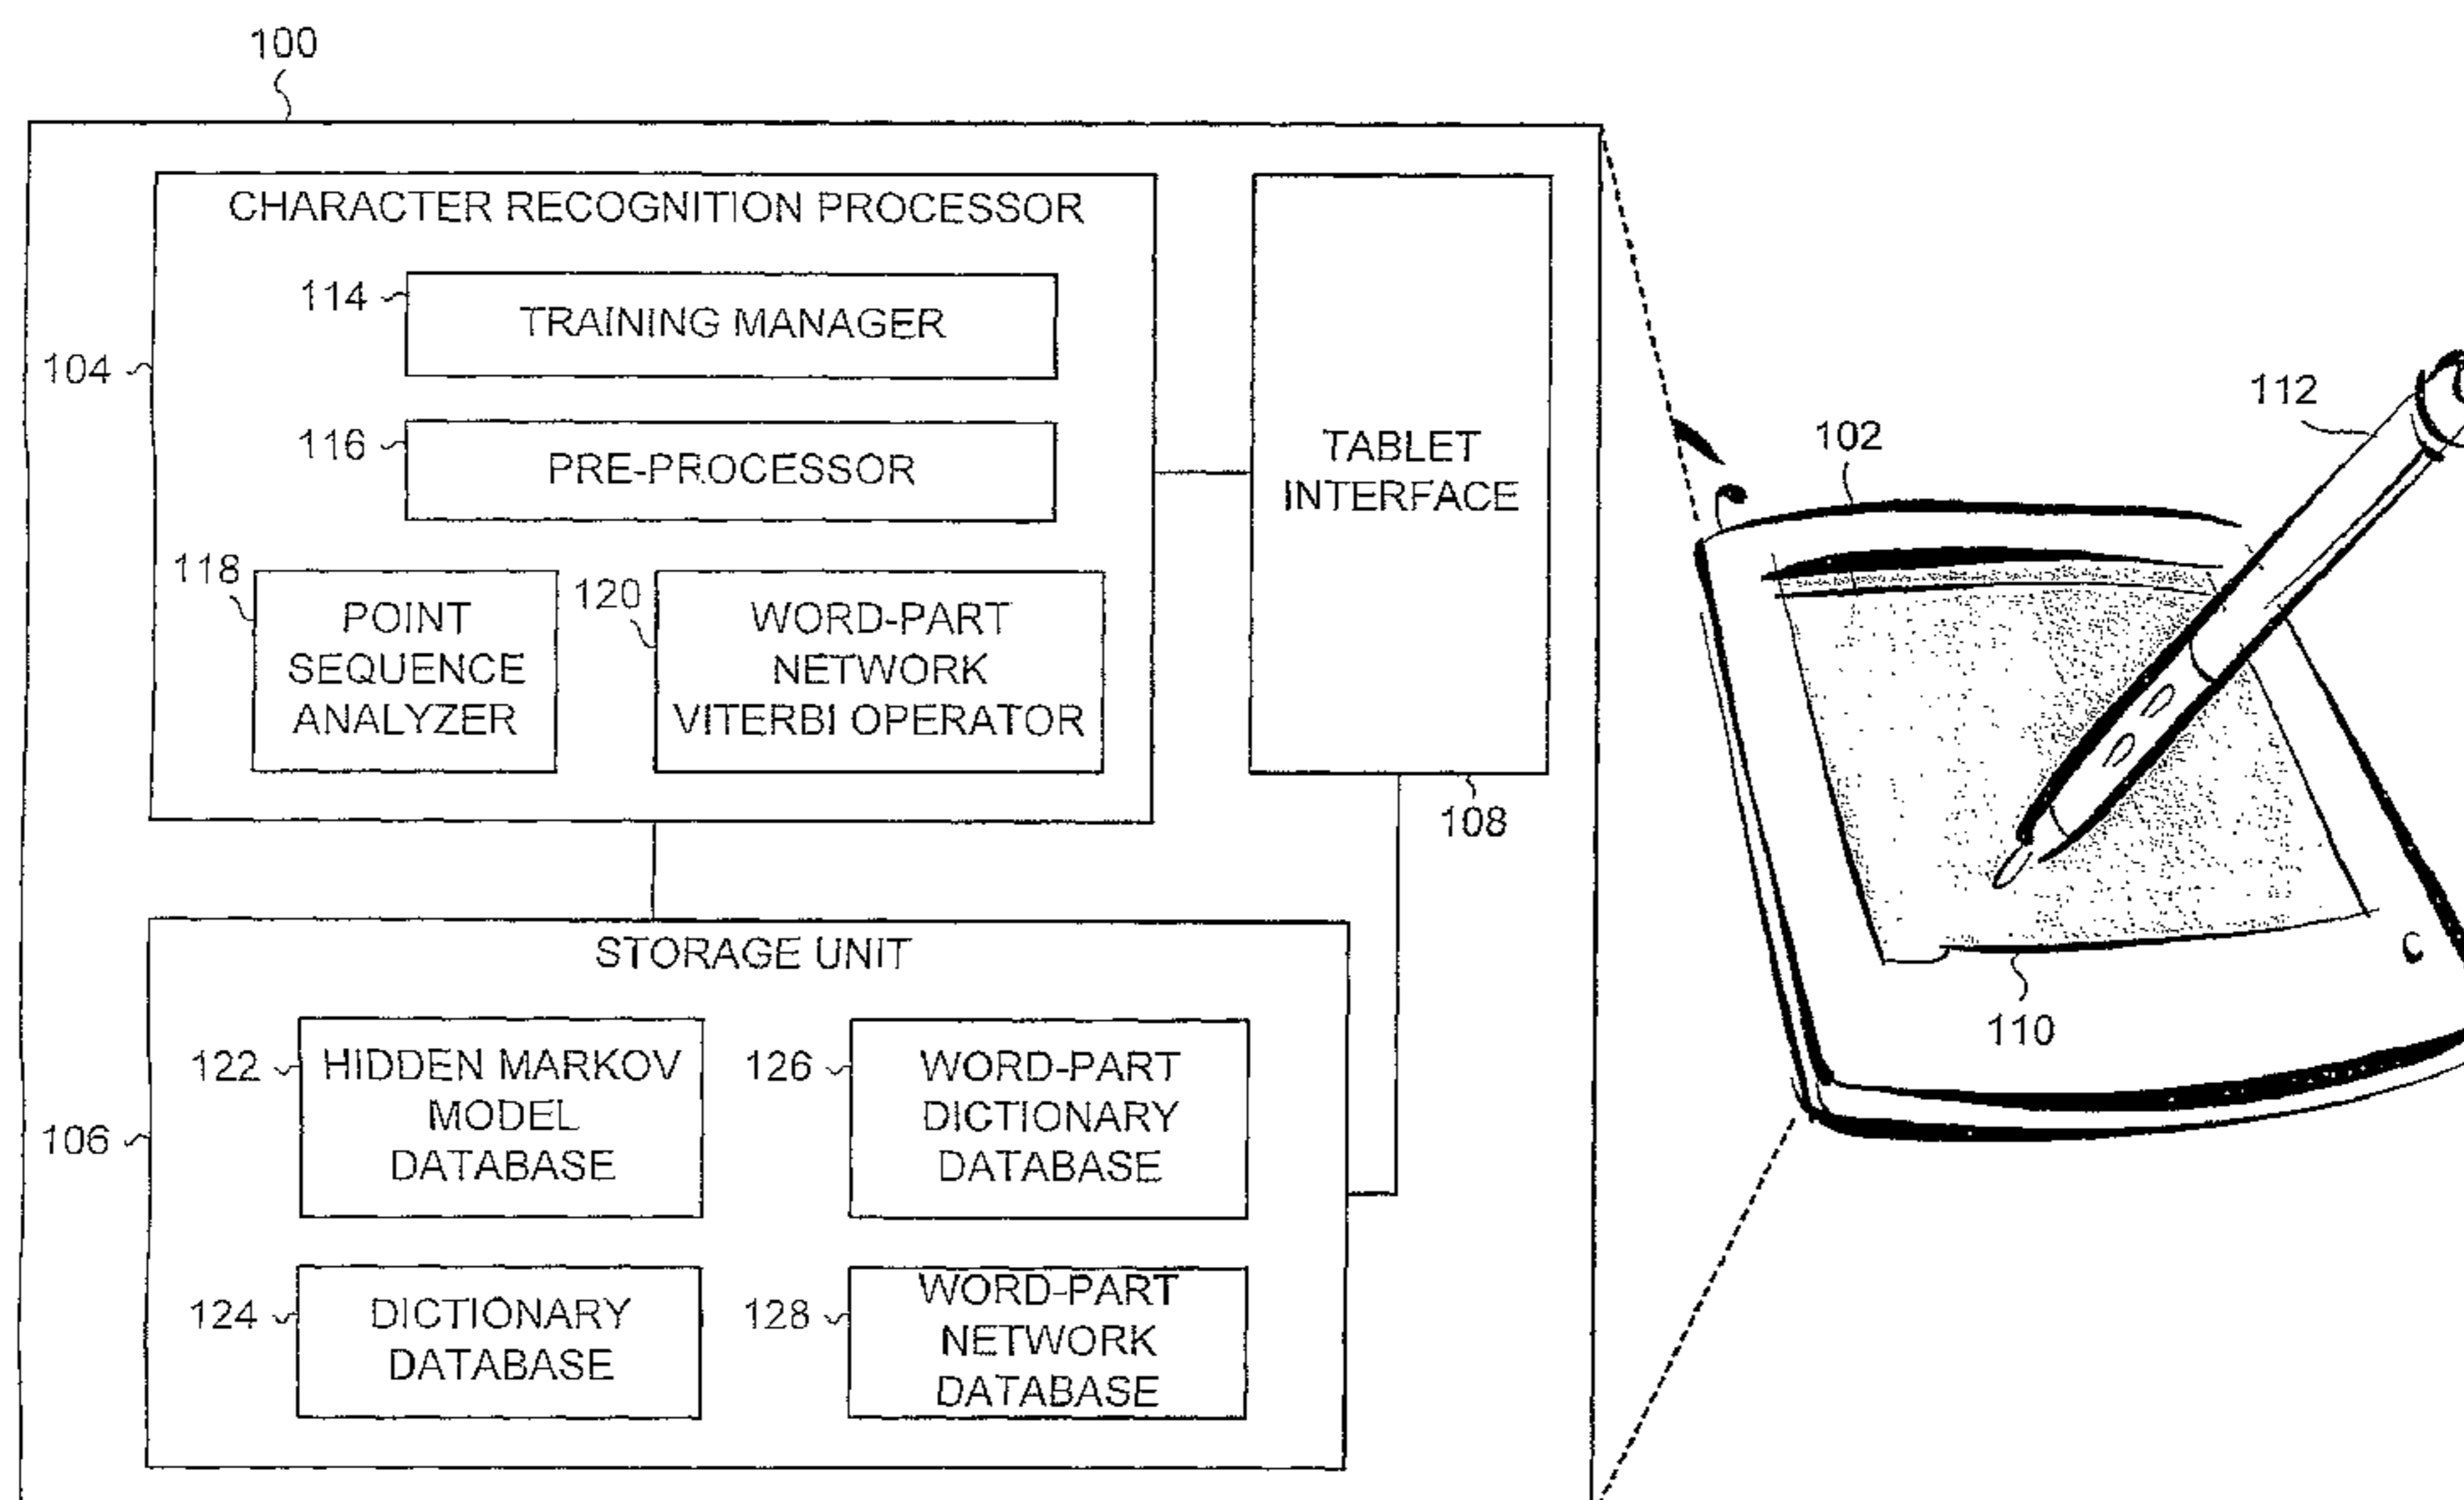 100
CHARACTER RECOGNITION PROCESSOR
114
TRAINING MANAGER
104
116
PRE-PROCESSOR
118
POINT
SEQUENCE
ANALYZER
120
WORD-PART
NETWORK
VITERBI OPERATOR
TABLET
INTERFACE
108
102
112
110
STORAGE UNIT
106
122
HIDDEN MARKOV
MODEL
DATABASE
126
WORD-PART
DICTIONARY
DATABASE
124
DICTIONARY
DATABASE
128
WORD-PART
NETWORK
DATABASE